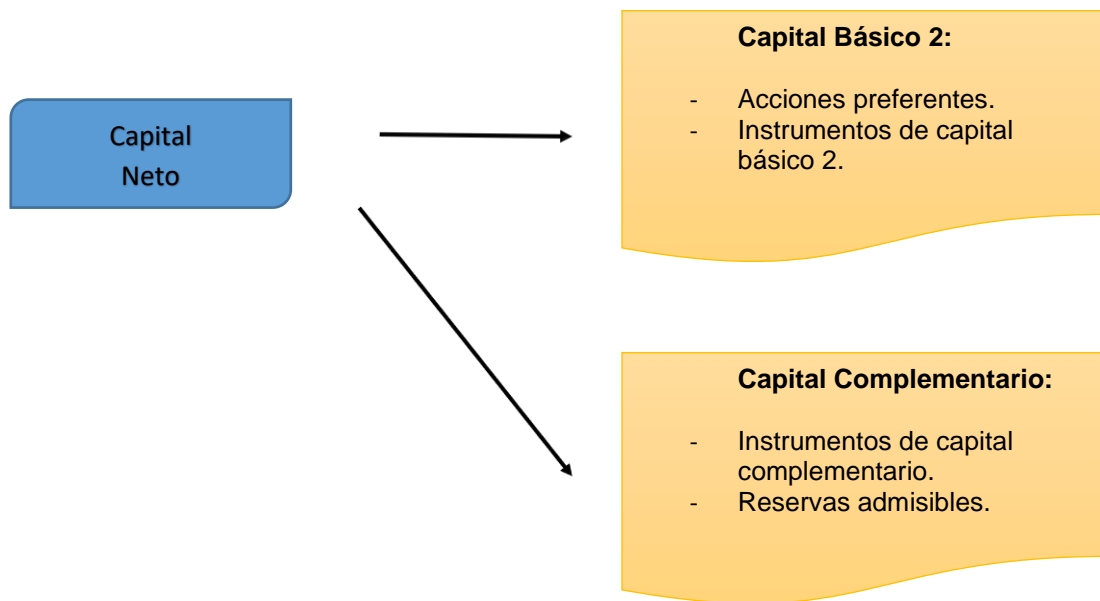 Capital
Neto
Capital Básico 2:
- Acciones preferentes.
- Instrumentos de capital
básico 2.
Capital Complementario:
- Instrumentos de capital
complementario.
- Reservas admisibles.